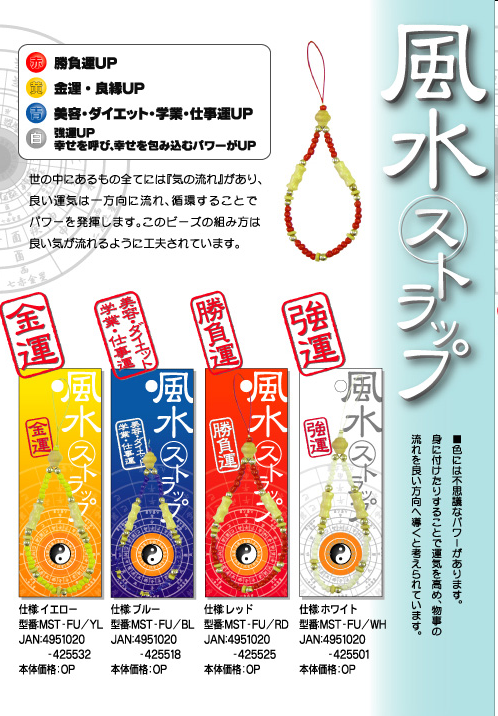 風水ストラップ
赤 勝負運UP
黄 金運・良縁UP
青 美容・ダイエット・学業・仕事運UP
白 強運UP
幸せを呼び、幸せを包み込むパワーがUP
世の中にあるもの全てには『気の流れ』があり、
良い運気は一方向に流れ、循環することで
パワーを発揮します。このビーズの組み方は
良い気が流れるように工夫されています。
■色には不思議なパワーがあります。
身に付けたりすることで運気を高め、物事の
流れを良い方向へ導くと考えられています。
金運
美容・ダイエット
学業・仕事運
勝負運
強運
風水ストラップ
金運
風水ストラップ
美容・ダイエット
学業・仕事運
風水ストラップ
勝負運
風水ストラップ
強運
仕様:イエロー
型番:MST-FU/YL
JAN:4951020
-425532
本体価格:OP
仕様:ブルー
型番:MST-FU/BL
JAN:4951020
-425518
本体価格:OP
仕様:レッド
型番:MST-FU/RD
JAN:4951020
-425525
本体価格:OP
仕様:ホワイト
型番:MST-FU/WH
JAN:4951020
-425501
本体価格:OP